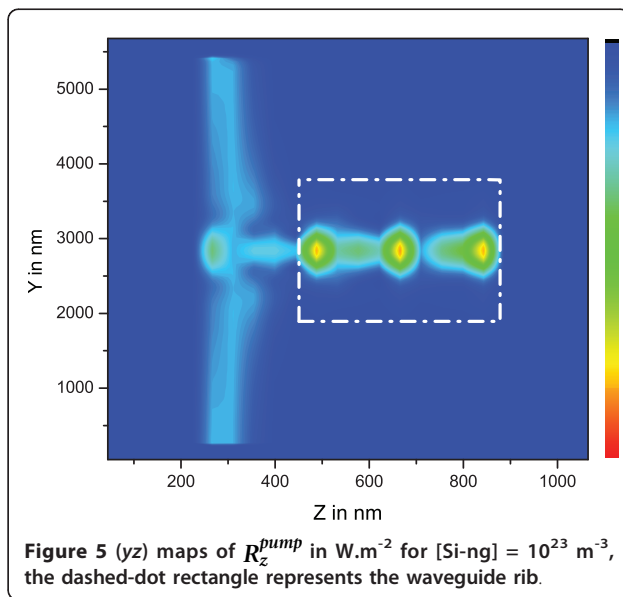 5000
4000
3000
2000
1000
Y in nm
200 400 600 800 1000
Z in nm
Figure 5 (yz) maps of R_z^pump in W.m^-2 for [Si-ng] = 10^23 m^-3,
the dashed-dot rectangle represents the waveguide rib.